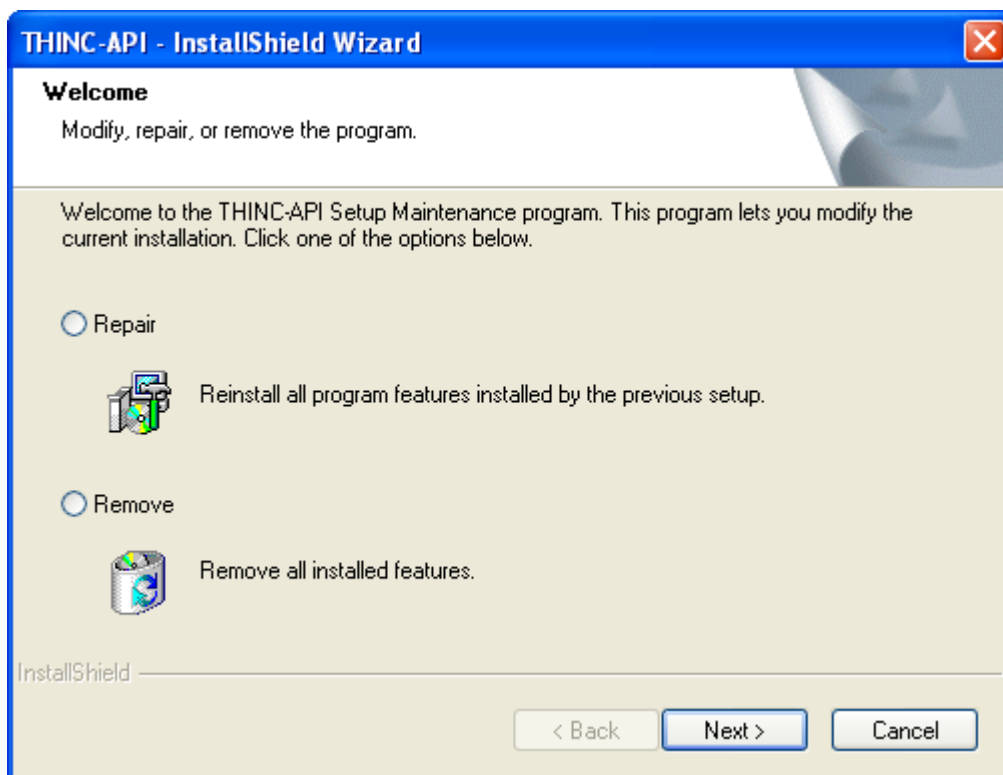 THINC-API - InstallShield Wizard
Welcome
Modify, repair, or remove the program.
Welcome to the THINC-API Setup Maintenance program. This program lets you modify the
current installation. Click one of the options below.
Repair
Reinstall all program features installed by the previous setup.
Remove
Remove all installed features.
InstallShield
< Back Next > Cancel